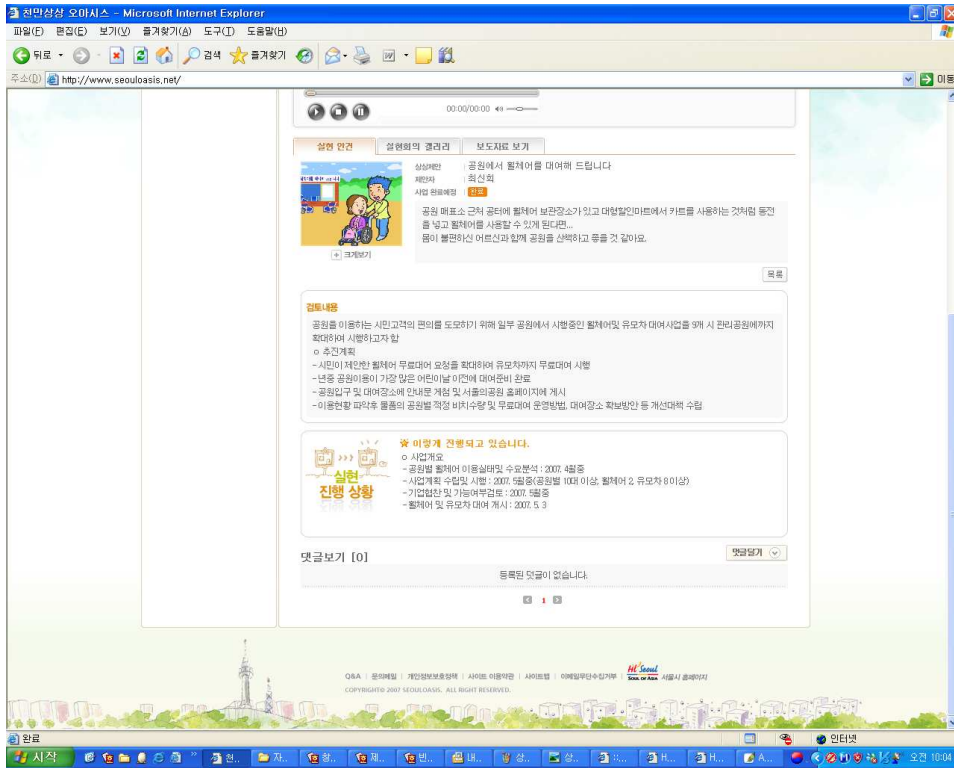 천만상상 오아시스 - Microsoft Internet Explorer
파일(F) 편집(E) 보기(V) 즐겨찾기(A) 도구(T) 도움말(H)
뒤로 검색 즐겨찾기
주소(D) http://www.seouloasis.net/ 이동
00:00/00:00
실현 안건 실현회의 갤러리 보도자료 보기
상상제안 : 공원에서 휠체어를 대여해 드립니다
제안자 : 최신희
사업 완료예정 : 완료
공원 매표소 근처 공터에 휠체어 보관장소가 있고 대형할인마트에서 카트를 사용하는 것처럼 동전
을 넣고 휠체어를 사용할 수 있게 된다면...
몸이 불편하신 어르신과 함께 공원을 산책하고 좋을 것 같아요.
크게보기
목록
검토내용
공원을 이용하는 시민고객의 편의를 도모하기 위해 일부 공원에서 시행중인 휠체어및 유모차 대여사업을 9개 시 관리공원에까지
확대하여 시행하고자 함
ο 추진계획
- 시민이 제안한 휠체어 무료대여 요청을 확대하여 유모차까지 무료대여 시행
- 년중 공원이용이 가장 많은 어린이날 이전에 대여준비 완료
- 공원입구 및 대여장소에 안내문 게첨 및 서울의공원 홈페이지에 게시
- 이용현황 파악후 물품의 공원별 적정 비치수량 및 무료대여 운영방법, 대여장소 확보방안 등 개선대책 수립
실현
진행 상황
이렇게 진행되고 있습니다.
ο 사업개요
- 공원별 휠체어 이용실태및 수요분석 : 2007. 4월중
- 사업계획 수립및 시행 : 2007. 5월중(공원별 10대 이상, 휠체어 2, 유모차 8이상)
- 기업협찬 및 가능여부검토 : 2007. 5월중
- 휠체어 및 유모차 대여 개시 : 2007. 5. 3
댓글보기 [0]
댓글달기
등록된 덧글이 없습니다.
1
Q&A | 문의메일 | 개인정보보호정책 | 사이트 이용약관 | 사이트맵 | 이메일무단수집거부 | Hi Seoul SOUL OF ASIA 서울시 홈페이지
COPYRIGHT© 2007 SEOULOASIS. ALL RIGHT RESERVED.
완료 인터넷
시작 천.. 자.. 창.. 제.. 빈.. 내.. 상.. 상.. H.. H.. A.. 오전 10:04